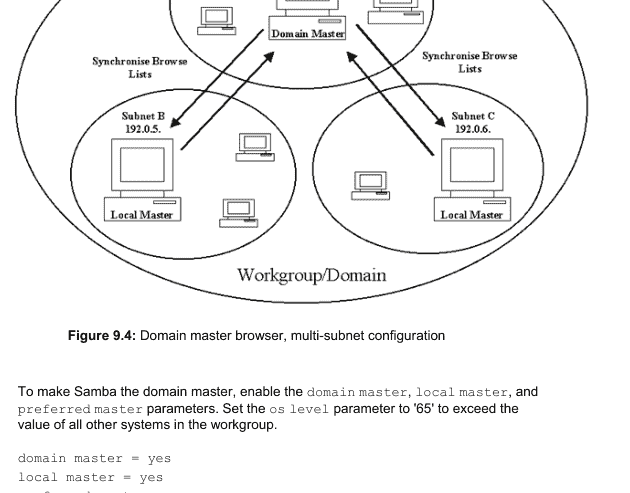 Domain Master
Synchronise Browse
Lists
Synchronise Browse
Lists
Subnet B
192.0.5.
Subnet C
192.0.6.
Local Master
Local Master
Workgroup/Domain
Figure 9.4: Domain master browser, multi-subnet configuration
To make Samba the domain master, enable the domain master, local master, and
preferred master parameters. Set the os level parameter to '65' to exceed the
value of all other systems in the workgroup.
domain master = yes
local master = yes